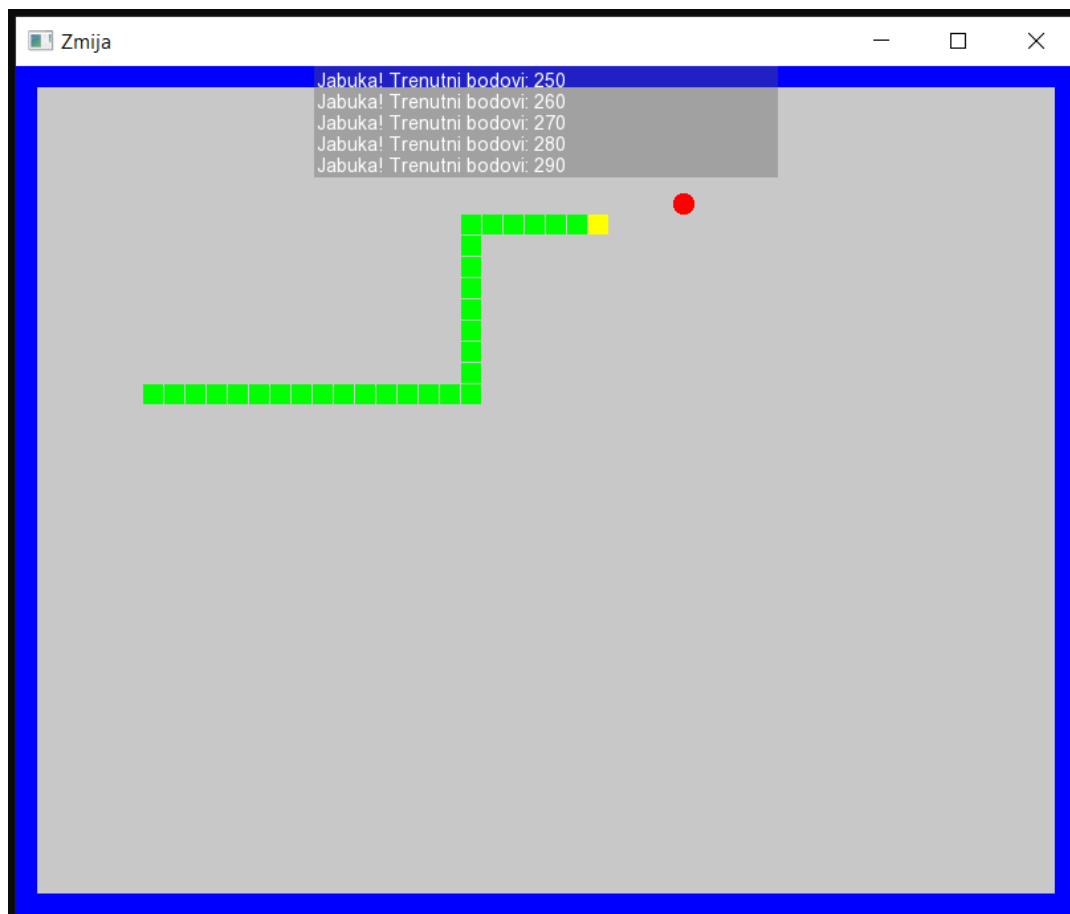 Zmija
Jabuka! Trenutni bodovi: 250
Jabuka! Trenutni bodovi: 260
Jabuka! Trenutni bodovi: 270
Jabuka! Trenutni bodovi: 280
Jabuka! Trenutni bodovi: 290